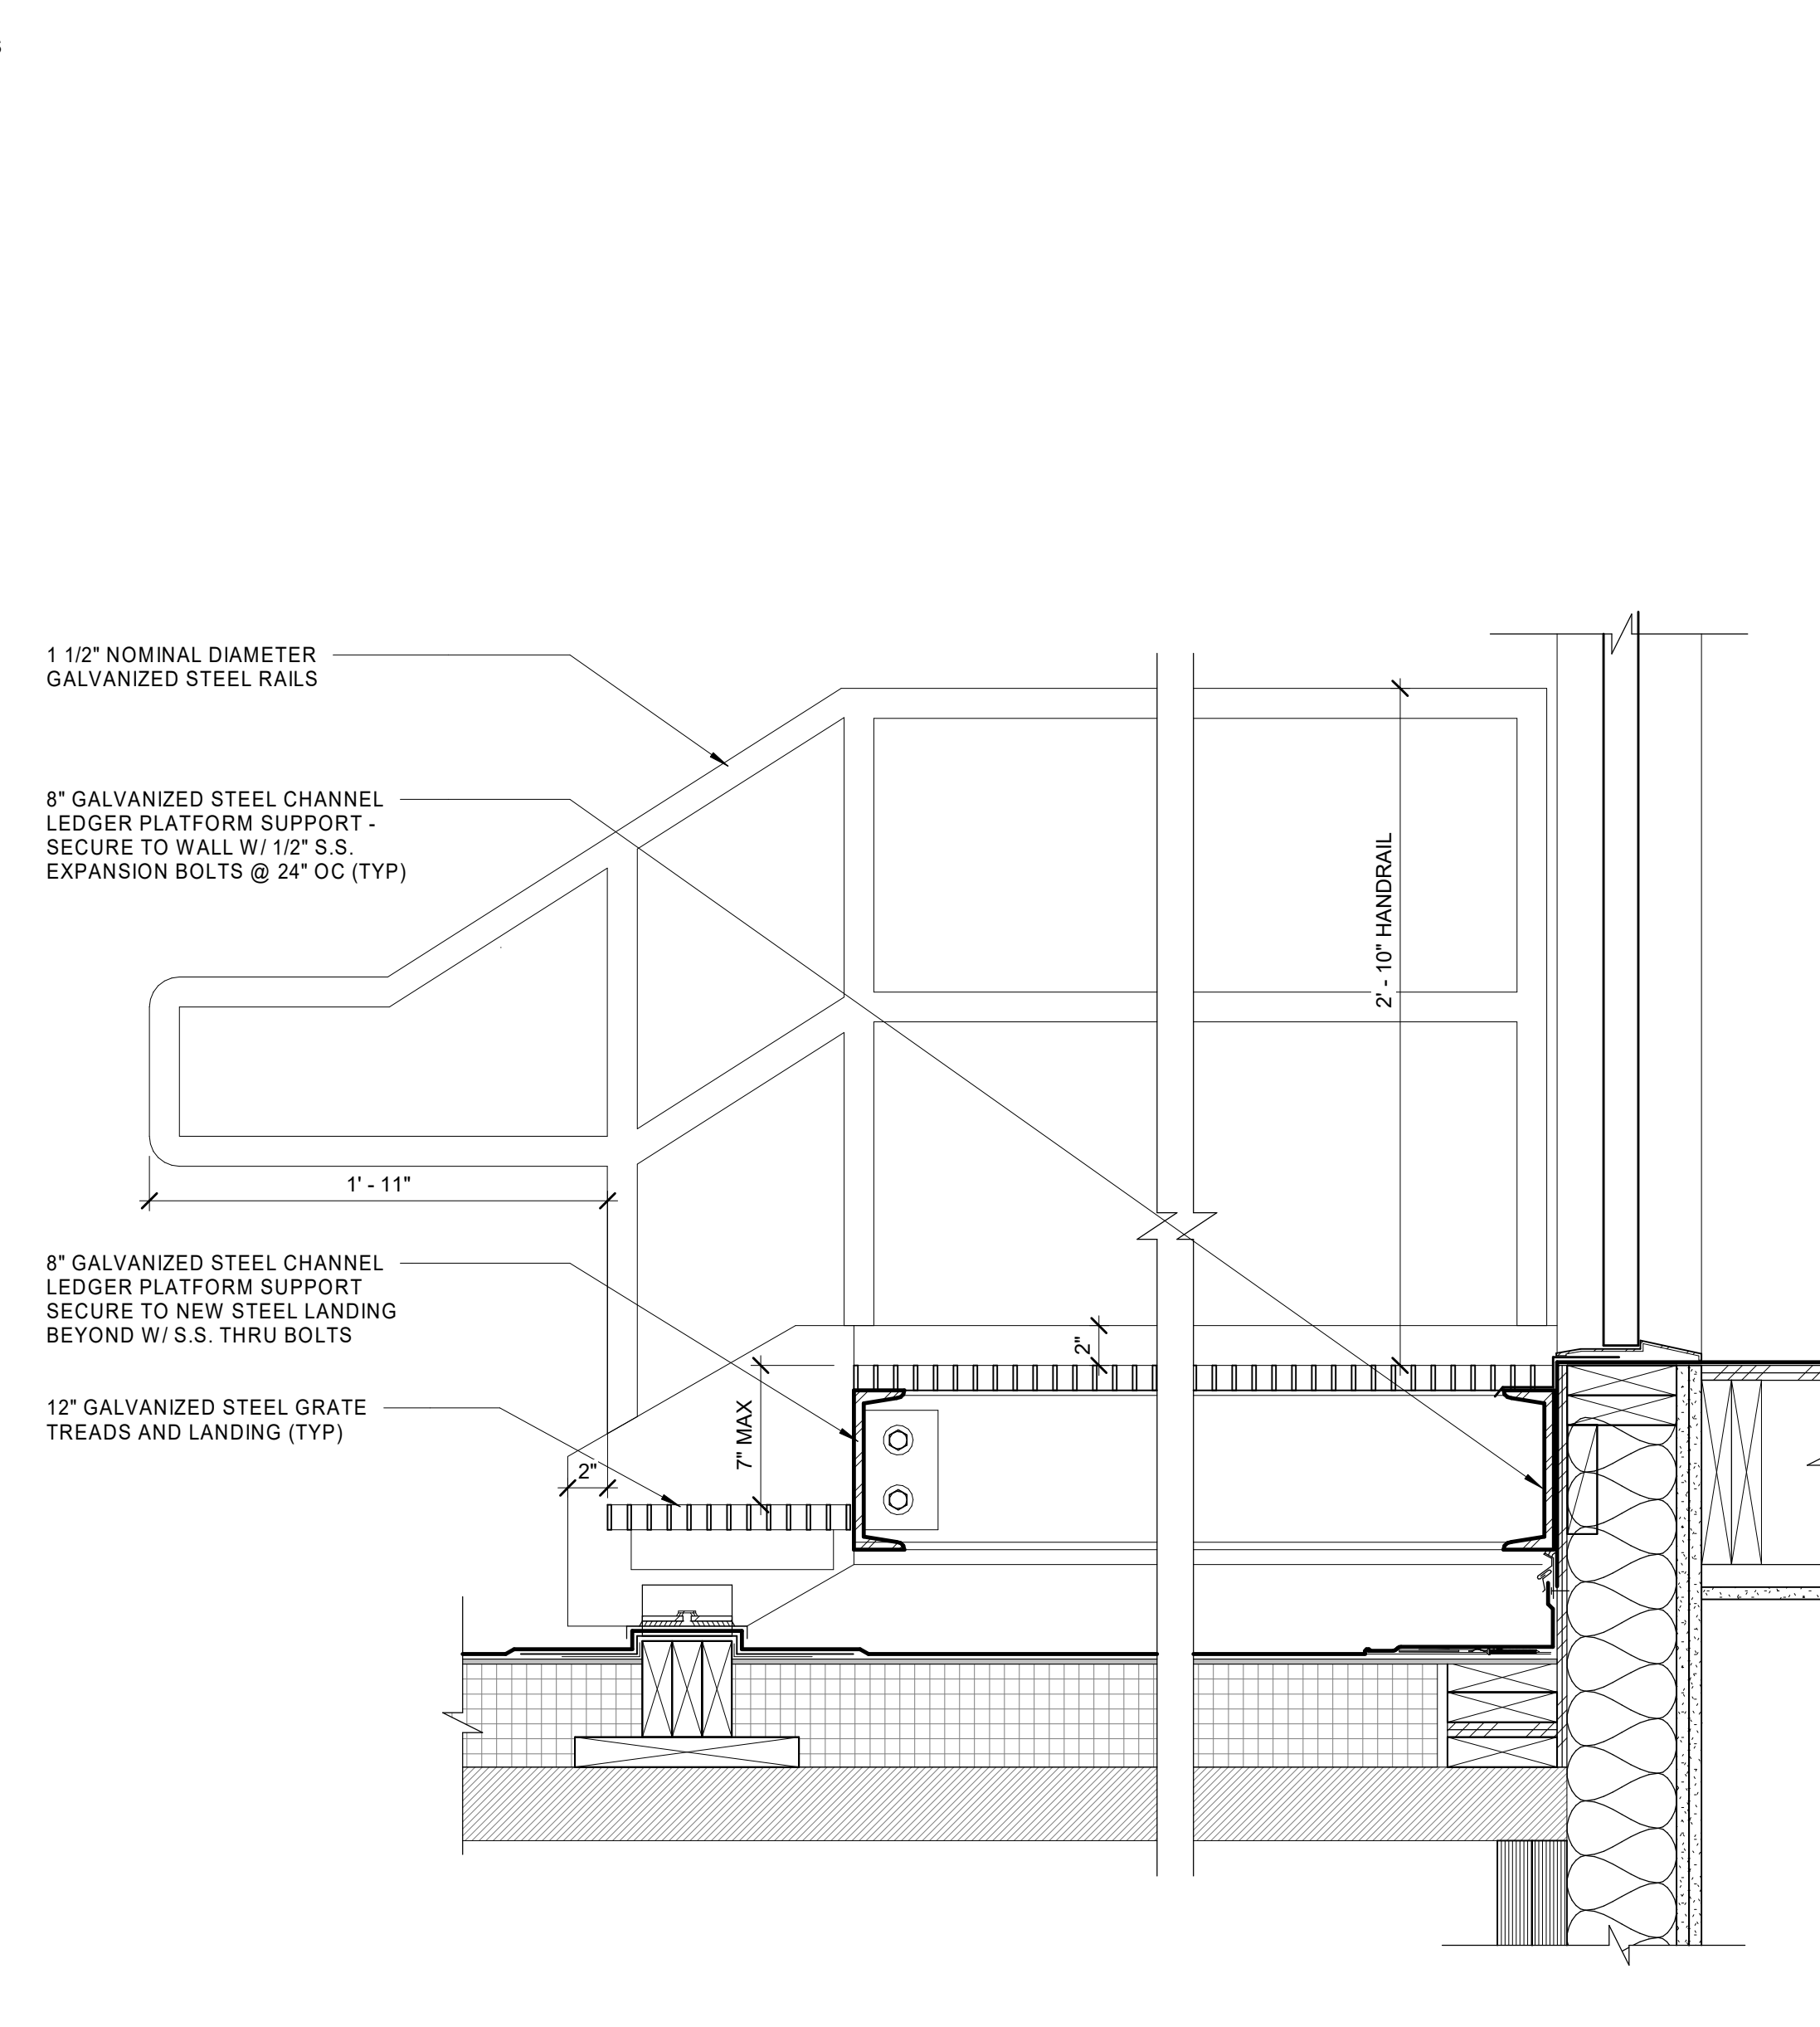 1 1/2" NOMINAL DIAMETER
GALVANIZED STEEL RAILS
8" GALVANIZED STEEL CHANNEL
LEDGER PLATFORM SUPPORT -
SECURE TO WALL W/ 1/2" S.S.
EXPANSION BOLTS @ 24" OC (TYP)
2' - 10" HANDRAIL
1' - 11"
8" GALVANIZED STEEL CHANNEL
LEDGER PLATFORM SUPPORT
SECURE TO NEW STEEL LANDING
BEYOND W/ S.S. THRU BOLTS
2"
12" GALVANIZED STEEL GRATE
TREADS AND LANDING (TYP)
7" MAX
2"